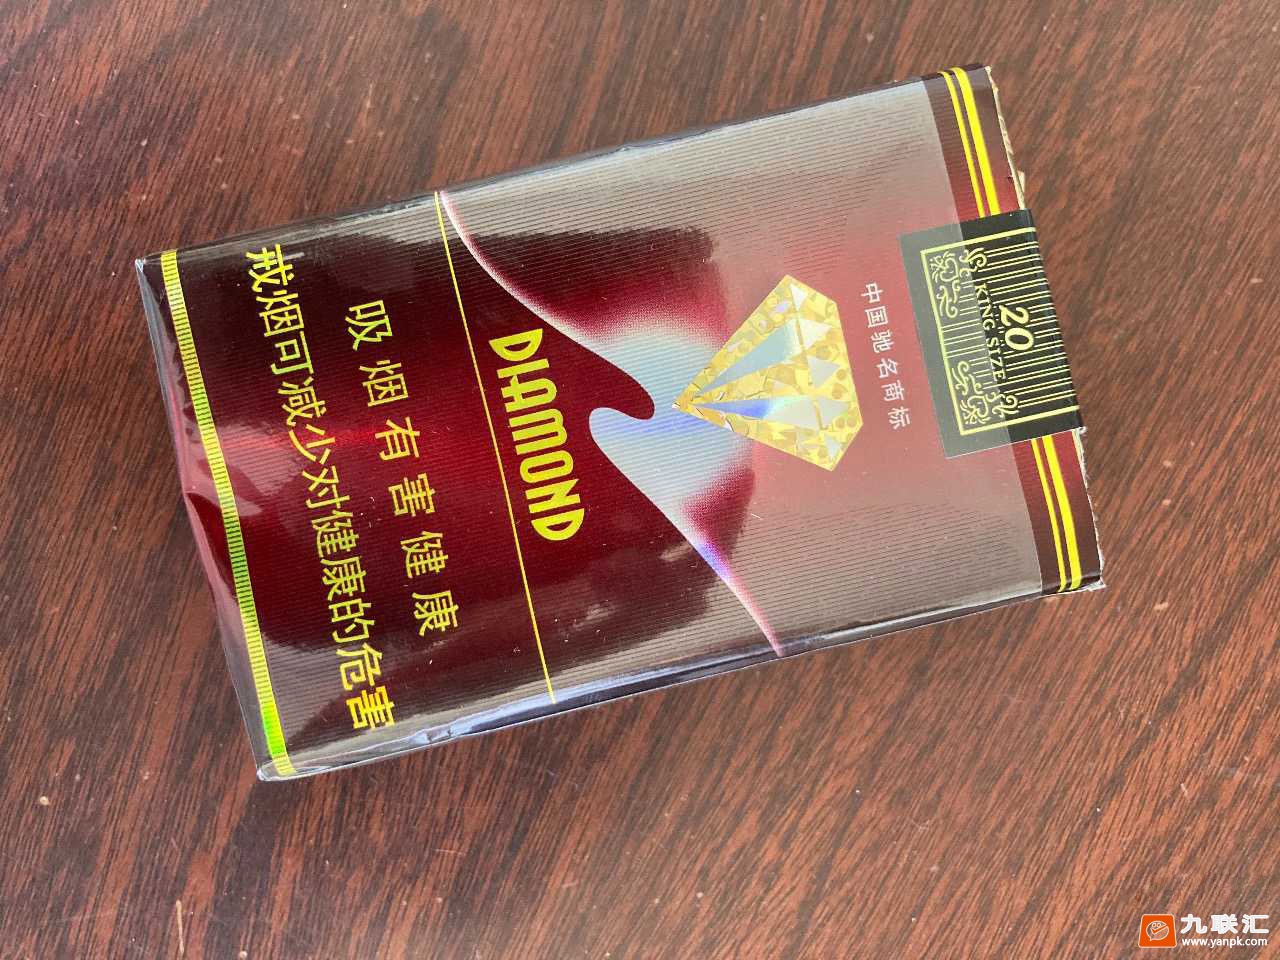 20
KING SIZE
中国驰名商标
DIAMOND
吸烟有害健康
戒烟可减少对健康的危害
九联汇
www.yanpk.com